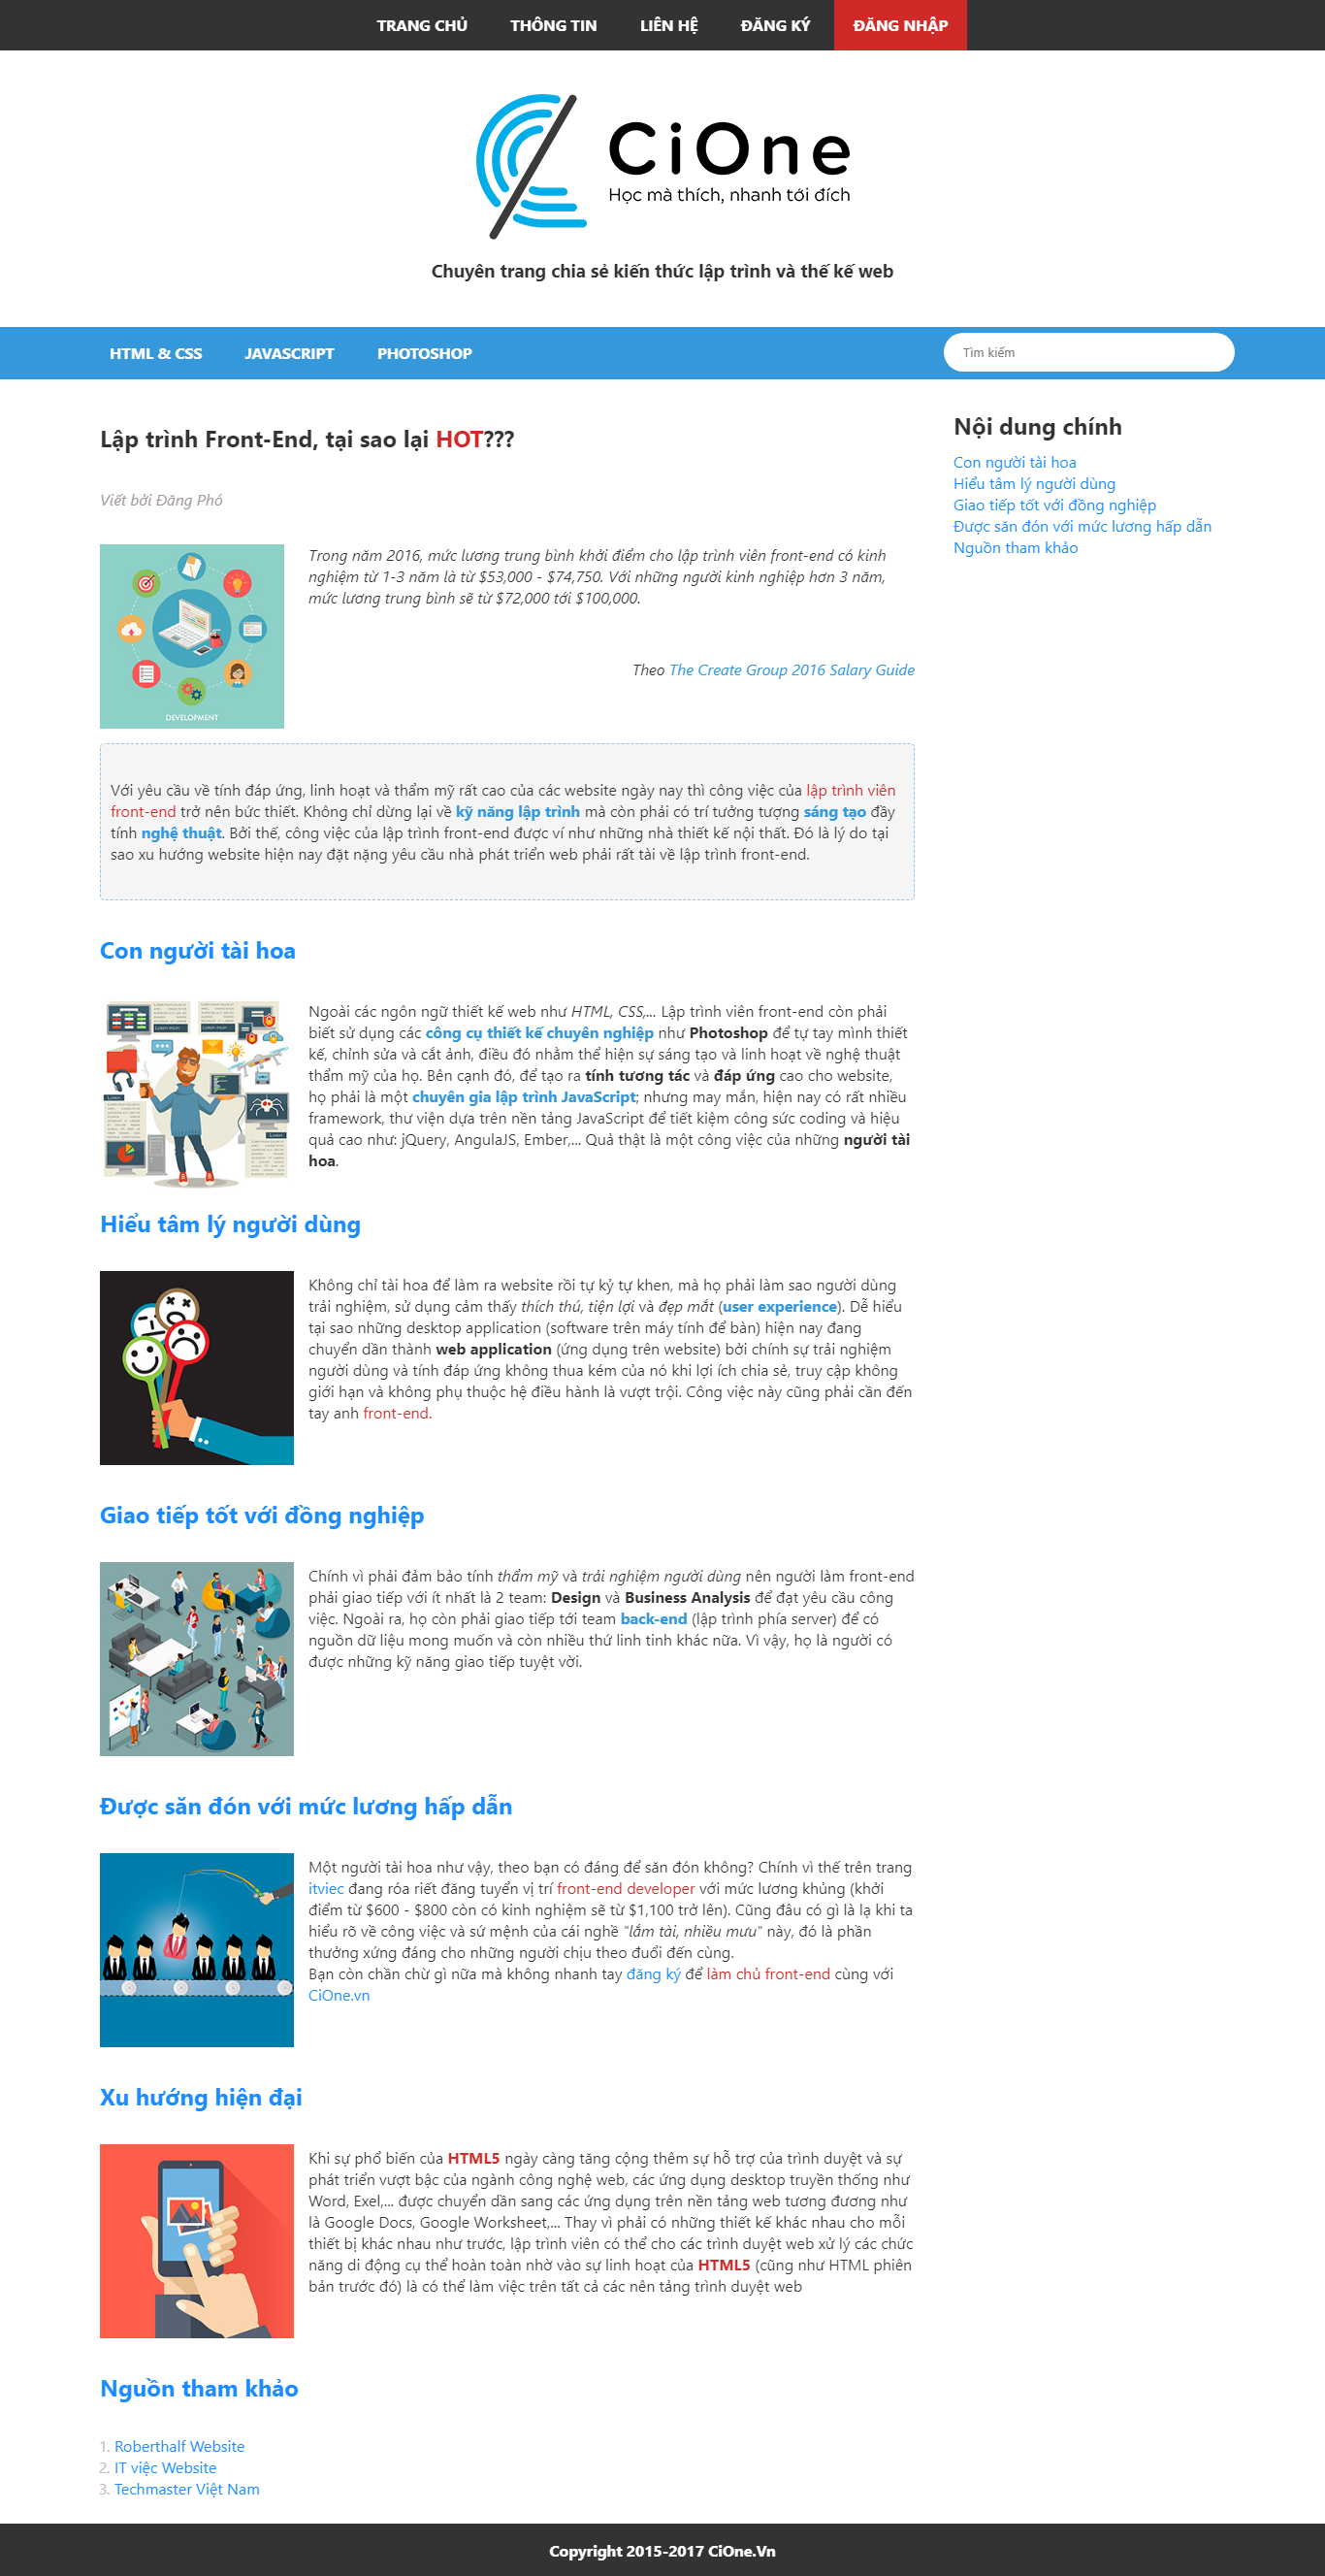 TRANG CHỦ THÔNG TIN LIÊN HỆ ĐĂNG KÝ ĐĂNG NHẬP
CiOne
Học mà thích, nhanh tới đích
Chuyên trang chia sẻ kiến thức lập trình và thế kế web
HTML & CSS JAVASCRIPT PHOTOSHOP Tìm kiếm
Lập trình Front-End, tại sao lại HOT???
Viết bởi Đăng Phó
Trong năm 2016, mức lương trung bình khởi điểm cho lập trình viên front-end có kinh
nghiệm từ 1-3 năm là từ $53,000 - $74,750. Với những người kinh nghiệp hơn 3 năm,
mức lương trung bình sẽ từ $72,000 tới $100,000.
Theo The Create Group 2016 Salary Guide
DEVELOPMENT
Với yêu cầu về tính đáp ứng, linh hoạt và thẩm mỹ rất cao của các website ngày nay thì công việc của lập trình viên
front-end trở nên bức thiết. Không chỉ dừng lại về kỹ năng lập trình mà còn phải có trí tưởng tượng sáng tạo đầy
tính nghệ thuật. Bởi thế, công việc của lập trình front-end được ví như những nhà thiết kế nội thất. Đó là lý do tại
sao xu hướng website hiện nay đặt nặng yêu cầu nhà phát triển web phải rất tài về lập trình front-end.
Con người tài hoa
Ngoài các ngôn ngữ thiết kế web như HTML, CSS,... Lập trình viên front-end còn phải
biết sử dụng các công cụ thiết kế chuyên nghiệp như Photoshop để tự tay mình thiết
kế, chỉnh sửa và cắt ảnh, điều đó nhằm thể hiện sự sáng tạo và linh hoạt về nghệ thuật
thẩm mỹ của họ. Bên cạnh đó, để tạo ra tính tương tác và đáp ứng cao cho website,
họ phải là một chuyên gia lập trình JavaScript; nhưng may mắn, hiện nay có rất nhiều
framework, thư viện dựa trên nền tảng JavaScript để tiết kiệm công sức coding và hiệu
quả cao như: jQuery, AngulaJS, Ember,... Quả thật là một công việc của những người tài
hoa.
Hiểu tâm lý người dùng
Không chỉ tài hoa để làm ra website rồi tự kỷ tự khen, mà họ phải làm sao người dùng
trải nghiệm, sử dụng cảm thấy thích thú, tiện lợi và đẹp mắt (user experience). Dễ hiểu
tại sao những desktop application (software trên máy tính để bàn) hiện nay đang
chuyển dần thành web application (ứng dụng trên website) bởi chính sự trải nghiệm
người dùng và tính đáp ứng không thua kém của nó khi lợi ích chia sẻ, truy cập không
giới hạn và không phụ thuộc hệ điều hành là vượt trội. Công việc này cũng phải cần đến
tay anh front-end.
Giao tiếp tốt với đồng nghiệp
Chính vì phải đảm bảo tính thẩm mỹ và trải nghiệm người dùng nên người làm front-end
phải giao tiếp với ít nhất là 2 team: Design và Business Analysis để đạt yêu cầu công
việc. Ngoài ra, họ còn phải giao tiếp tới team back-end (lập trình phía server) để có
nguồn dữ liệu mong muốn và còn nhiều thứ linh tinh khác nữa. Vì vậy, họ là người có
được những kỹ năng giao tiếp tuyệt vời.
Được săn đón với mức lương hấp dẫn
Một người tài hoa như vậy, theo bạn có đáng để săn đón không? Chính vì thế trên trang
itviec đang róa riết đăng tuyển vị trí front-end developer với mức lương khủng (khởi
điểm từ $600 - $800 còn có kinh nghiệm sẽ từ $1,100 trở lên). Cũng đâu có gì là lạ khi ta
hiểu rõ về công việc và sứ mệnh của cái nghề "lắm tài, nhiều mưu" này, đó là phần
thưởng xứng đáng cho những người chịu theo đuổi đến cùng.
Bạn còn chần chừ gì nữa mà không nhanh tay đăng ký để làm chủ front-end cùng với
CiOne.vn
Xu hướng hiện đại
Khi sự phổ biến của HTML5 ngày càng tăng cộng thêm sự hỗ trợ của trình duyệt và sự
phát triển vượt bậc của ngành công nghệ web, các ứng dụng desktop truyền thống như
Word, Exel,... được chuyển dần sang các ứng dụng trên nền tảng web tương đương như
là Google Docs, Google Worksheet,... Thay vì phải có những thiết kế khác nhau cho mỗi
thiết bị khác nhau như trước, lập trình viên có thể cho các trình duyệt web xử lý các chức
năng di động cụ thể hoàn toàn nhờ vào sự linh hoạt của HTML5 (cũng như HTML phiên
bản trước đó) là có thể làm việc trên tất cả các nên tảng trình duyệt web
Nguồn tham khảo
1. Roberthalf Website
2. IT việc Website
3. Techmaster Việt Nam
Nội dung chính
Con người tài hoa
Hiểu tâm lý người dùng
Giao tiếp tốt với đồng nghiệp
Được săn đón với mức lương hấp dẫn
Nguồn tham khảo
Copyright 2015-2017 CiOne.Vn